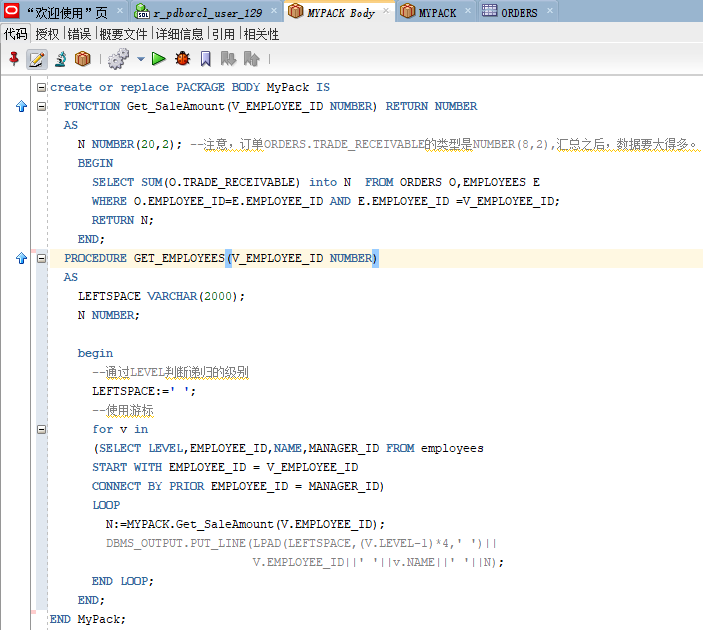 “欢迎使用”页 × r_pdborcl_user_129 × MYPACK Body × MYPACK × ORDERS ×
代码 授权 错误 概要文件 详细信息 引用 相关性
create or replace PACKAGE BODY MyPack IS
FUNCTION Get_SaleAmount(V_EMPLOYEE_ID NUMBER) RETURN NUMBER
AS
N NUMBER(20,2); --注意，订单ORDERS.TRADE_RECEIVABLE的类型是NUMBER(8,2),汇总之后，数据要大得多。
BEGIN
SELECT SUM(O.TRADE_RECEIVABLE) into N  FROM ORDERS O,EMPLOYEES E
WHERE O.EMPLOYEE_ID=E.EMPLOYEE_ID AND E.EMPLOYEE_ID =V_EMPLOYEE_ID;
RETURN N;
END;
PROCEDURE GET_EMPLOYEES(V_EMPLOYEE_ID NUMBER)
AS
LEFTSPACE VARCHAR(2000);
N NUMBER;
begin
--通过LEVEL判断递归的级别
LEFTSPACE:=' ';
--使用游标
for v in
(SELECT LEVEL,EMPLOYEE_ID,NAME,MANAGER_ID FROM employees
START WITH EMPLOYEE_ID = V_EMPLOYEE_ID
CONNECT BY PRIOR EMPLOYEE_ID = MANAGER_ID)
LOOP
N:=MYPACK.Get_SaleAmount(V.EMPLOYEE_ID);
DBMS_OUTPUT.PUT_LINE(LPAD(LEFTSPACE,(V.LEVEL-1)*4,' ')||
V.EMPLOYEE_ID||' '||v.NAME||' '||N);
END LOOP;
END;
END MyPack;